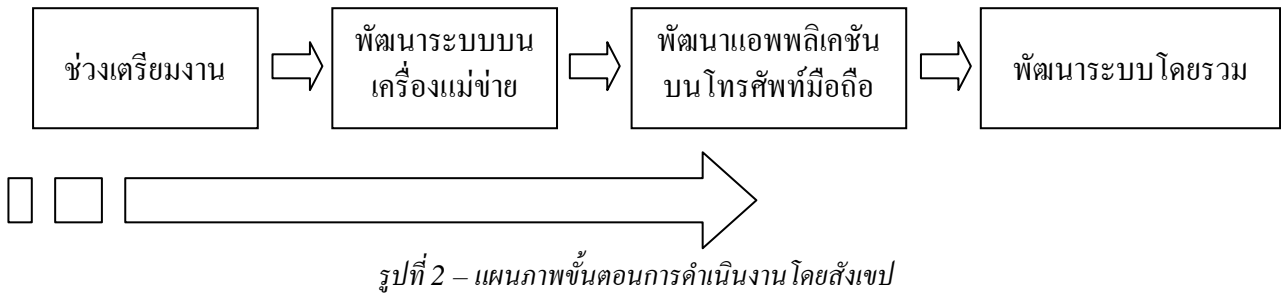 ช่วงเตรียมงาน
พัฒนาระบบบน
เครื่องแม่ข่าย
พัฒนาแอพพลิเคชัน
บนโทรศัพท์มือถือ
พัฒนาระบบโดยรวม
รูปที่ 2 – แผนภาพขั้นตอนการดำเนินงานโดยสังเขป